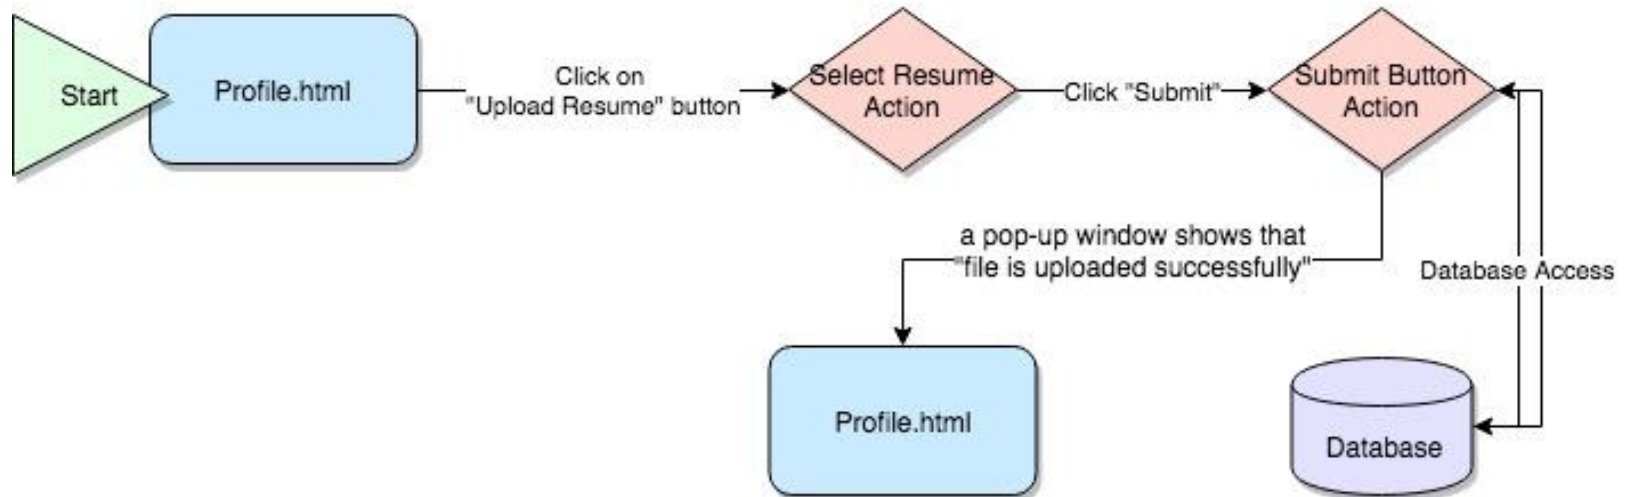 Start
Profile.html
Click on
"Upload Resume" button
Select Resume
Action
Click "Submit"
Submit Button
Action
a pop-up window shows that
"file is uploaded successfully"
Database Access
Profile.html
Database